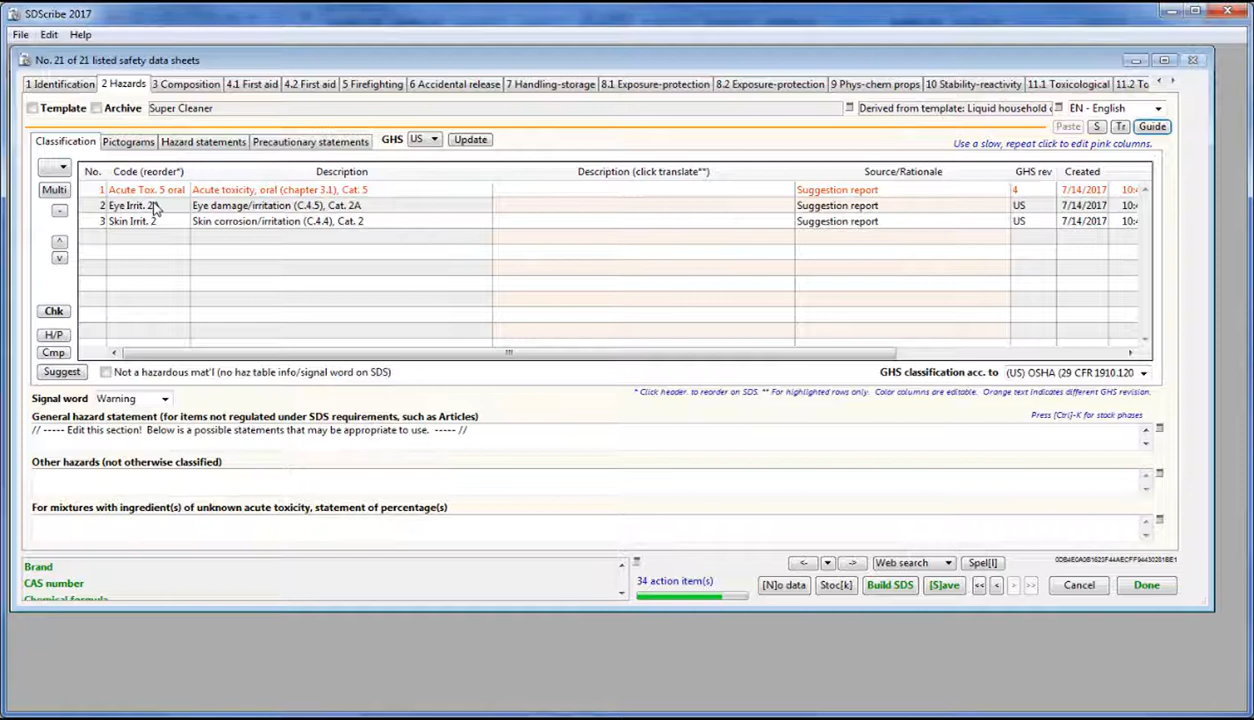 SDScribe 2017
File Edit Help
No. 21 of 21 listed safety data sheets
1 Identification 2 Hazards 3 Composition 4.1 First aid 4.2 First aid 5 Firefighting 6 Accidental release 7 Handling-storage 8.1 Exposure-protection 8.2 Exposure-protection 9 Phys-chem props 10 Stability-reactivity 11.1 Toxicological 11.2 To
Template Archive Super Cleaner Derived from template: Liquid household c EN - English
Paste S Tr Guide
Classification Pictograms Hazard statements Precautionary statements GHS US Update
Use a slow, repeat click to edit pink columns.
No. Code (reorder*) Description Description (click translate**) Source/Rationale GHS rev Created
Multi 1 Acute Tox. 5 oral Acute toxicity, oral (chapter 3.1), Cat. 5 Suggestion report 4 7/14/2017 10:4
- 2 Eye Irrit. 2 Eye damage/irritation (C.4.5), Cat. 2A Suggestion report US 7/14/2017 10:4
3 Skin Irrit. 2 Skin corrosion/irritation (C.4.4), Cat. 2 Suggestion report US 7/14/2017 10:4
^
v
Chk
H/P
Cmp
Suggest Not a hazardous mat'l (no haz table info/signal word on SDS) GHS classification acc. to (US) OSHA (29 CFR 1910.120
* Click header. to reorder on SDS. ** For highlighted rows only. Color columns are editable. Orange text indicates different GHS revision.
Signal word Warning
General hazard statement (for items not regulated under SDS requirements, such as Articles)
Press [Ctrl]-K for stock phases
// ----- Edit this section! Below is a possible statements that may be appropriate to use. ----- //
Other hazards (not otherwise classified)
For mixtures with ingredient(s) of unknown acute toxicity, statement of percentage(s)
Brand <- -> Web search Spel[l]
CAS number 34 action item(s) [N]o data Stoc[k] Build SDS [S]ave << < > >> Cancel Done
Chemical formula